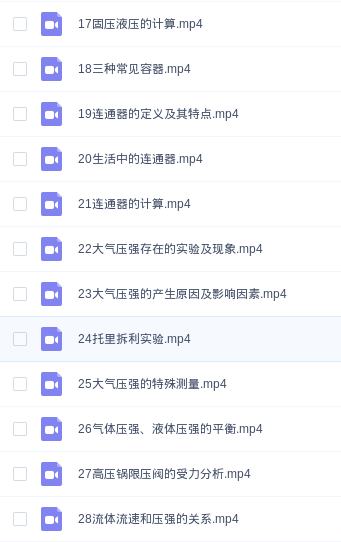 17固压液压的计算.mp4
18三种常见容器.mp4
19连通器的定义及其特点.mp4
20生活中的连通器.mp4
21连通器的计算.mp4
22大气压强存在的实验及现象.mp4
23大气压强的产生原因及影响因素.mp4
24托里拆利实验.mp4
25大气压强的特殊测量.mp4
26气体压强、液体压强的平衡.mp4
27高压锅限压阀的受力分析.mp4
28流体流速和压强的关系.mp4